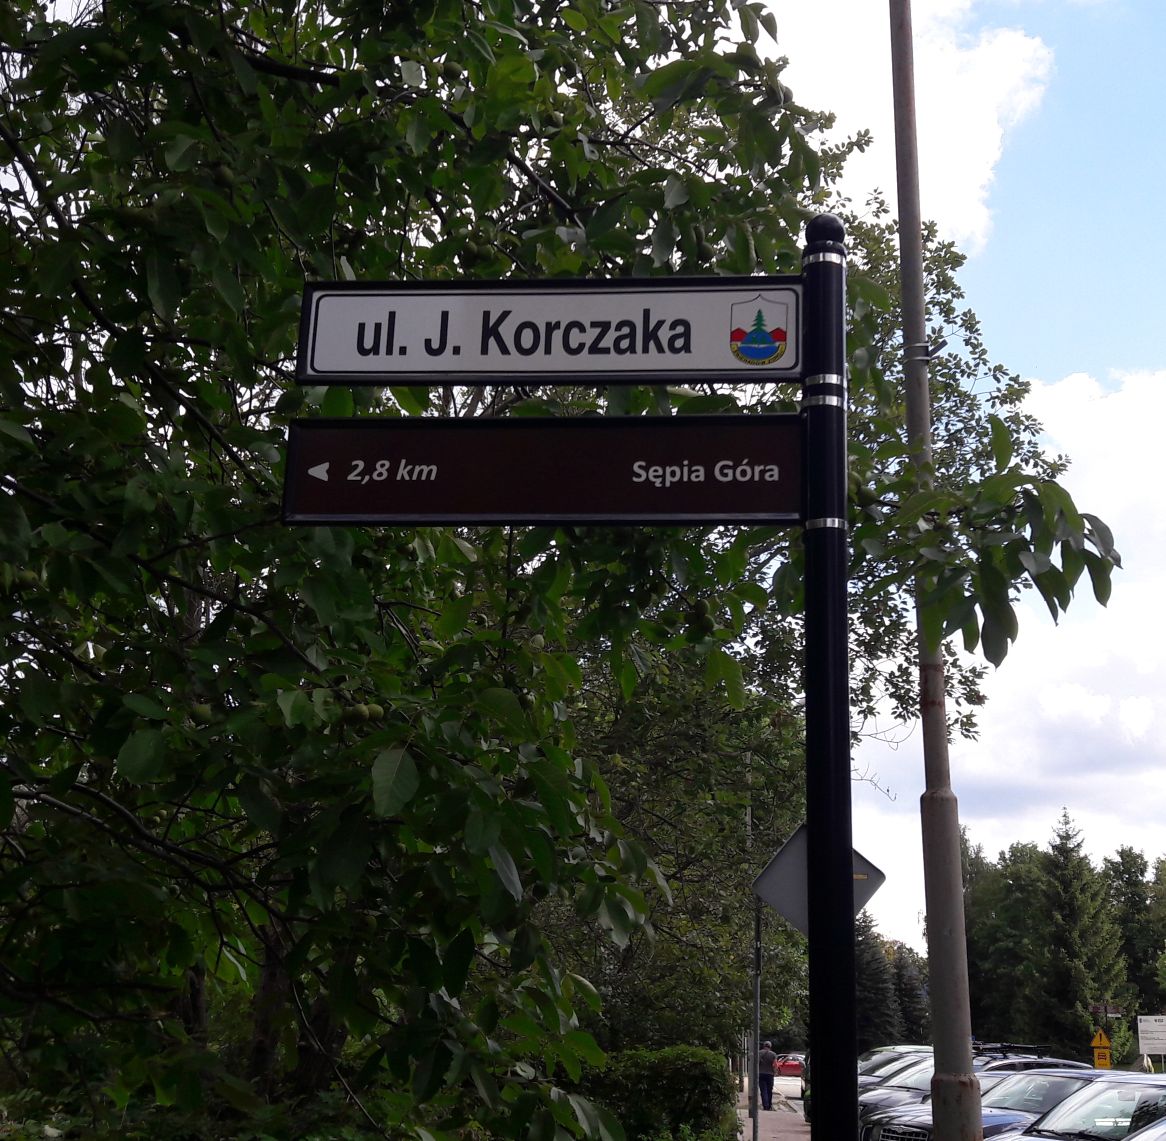 ul. J. Korczaka
2,8 km Sępia Góra